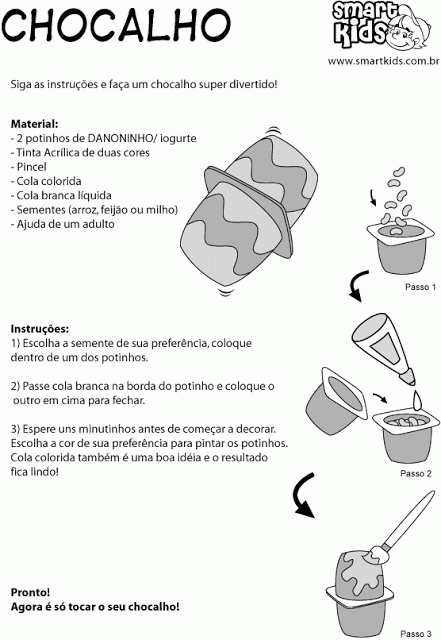 CHOCALHO
smart
kids
www.smartkids.com.br
Siga as instruções e faça um chocalho super divertido!
Material:
- 2 potinhos de DANONINHO/ iogurte
- Tinta Acrílica de duas cores
- Pincel
- Cola colorida
- Cola branca líquida
- Sementes (arroz, feijão ou milho)
- Ajuda de um adulto
Passo 1
Instruções:
1) Escolha a semente de sua preferência, coloque
dentro de um dos potinhos.
2) Passe cola branca na borda do potinho e coloque o
outro em cima para fechar.
3) Espere uns minutinhos antes de começar a decorar.
Escolha a cor de sua preferência para pintar os potinhos.
Cola colorida também é uma boa idéia e o resultado
fica lindo!
Passo 2
Pronto!
Agora é só tocar o seu chocalho!
Passo 3